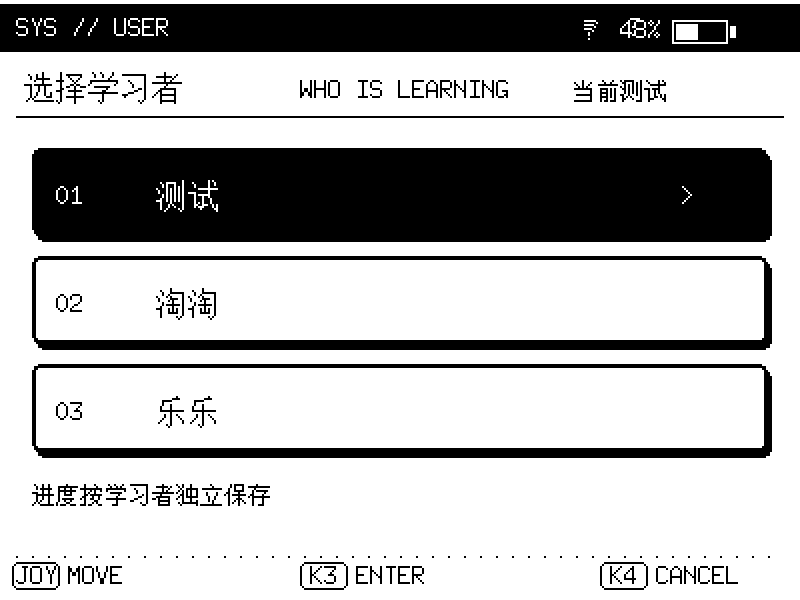 SYS // USER 48%
选择学习者 WHO IS LEARNING 当前测试
01 测试 >
02 淘淘
03 乐乐
进度按学习者独立保存
JOY MOVE K3 ENTER K4 CANCEL